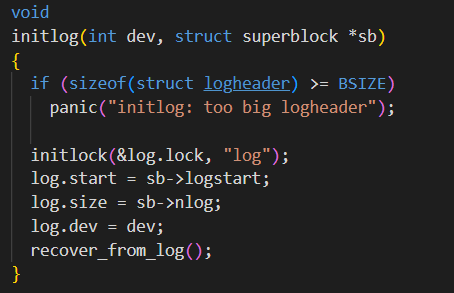 void
initlog(int dev, struct superblock *sb)
{
  if (sizeof(struct logheader) >= BSIZE)
    panic("initlog: too big logheader");

  initlock(&log.lock, "log");
  log.start = sb->logstart;
  log.size = sb->nlog;
  log.dev = dev;
  recover_from_log();
}